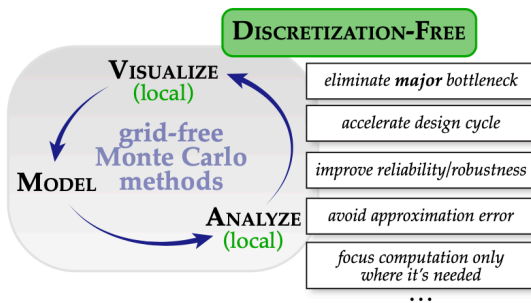 DISCRETIZATION-FREE
VISUALIZE
(local)
grid-free
Monte Carlo
methods
MODEL
ANALYZE
(local)
eliminate major bottleneck
accelerate design cycle
improve reliability/robustness
avoid approximation error
focus computation only
where it's needed
...